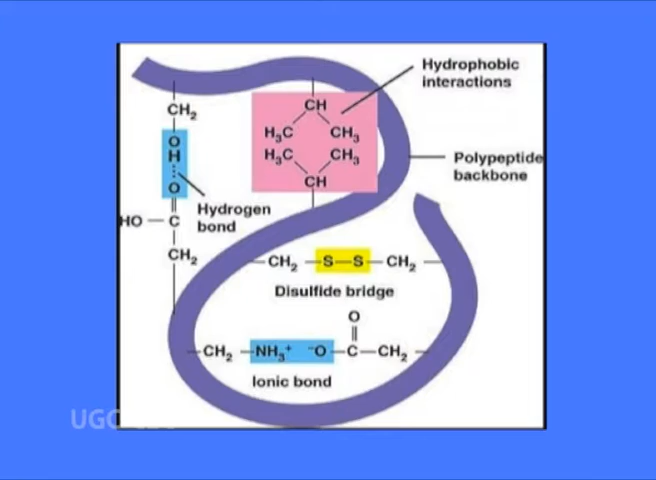 Hydrophobic
interactions
CH₂
CH
O
H
H₃C
CH₃
H₃C
CH₃
Polypeptide
backbone
O
CH
Hydrogen
bond
HO
C
CH₂
CH₂
S
S
CH₂
Disulfide bridge
O
CH₂
NH₃⁺
⁻O
C
CH₂
Ionic bond
UGC